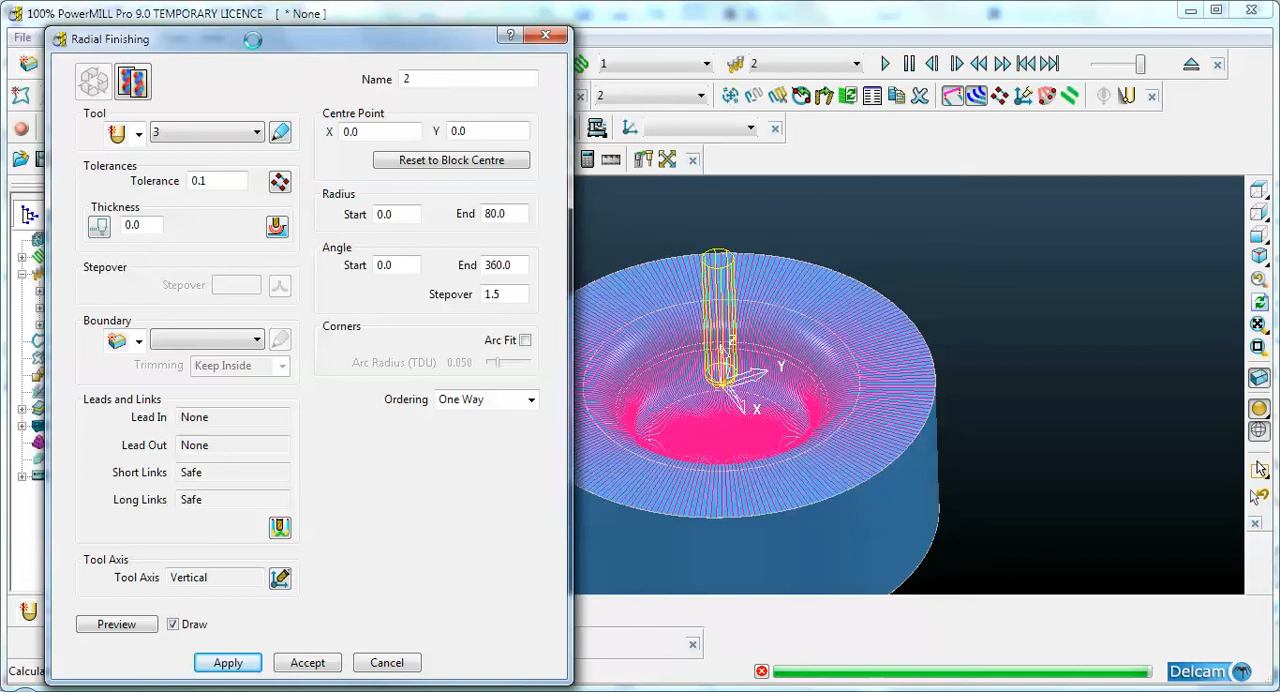 100% PowerMILL Pro 9.0 TEMPORARY LICENCE [ * None ]
File
Radial Finishing
Name 2
Tool
3
Tolerances
Tolerance 0.1
Thickness
0.0
Stepover
Stepover
Boundary
Trimming Keep Inside
Leads and Links
Lead In None
Lead Out None
Short Links Safe
Long Links Safe
Tool Axis
Tool Axis Vertical
Preview Draw
Apply Accept Cancel
Centre Point
X 0.0 Y 0.0
Reset to Block Centre
Radius
Start 0.0 End 80.0
Angle
Start 0.0 End 360.0
Stepover 1.5
Corners
Arc Fit
Arc Radius (TDU) 0.050
Ordering One Way
1 2
2
Z
Y
X
Calcula
Delcam